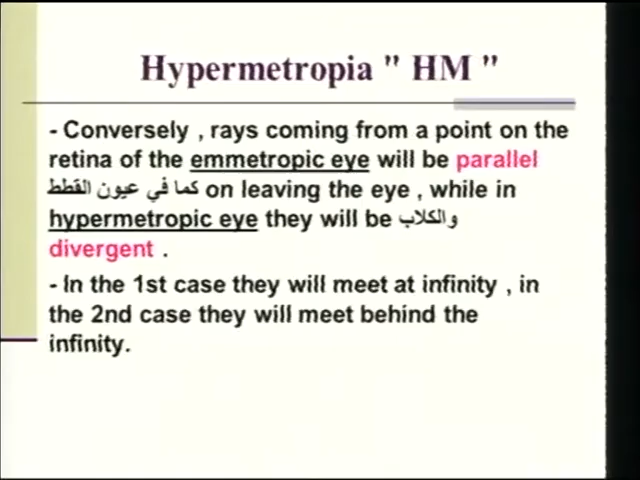 Hypermetropia " HM "
- Conversely , rays coming from a point on the
retina of the emmetropic eye will be parallel
كما في عيون القطط on leaving the eye , while in
hypermetropic eye they will be والكلاب
divergent .
- In the 1st case they will meet at infinity , in
the 2nd case they will meet behind the
infinity.